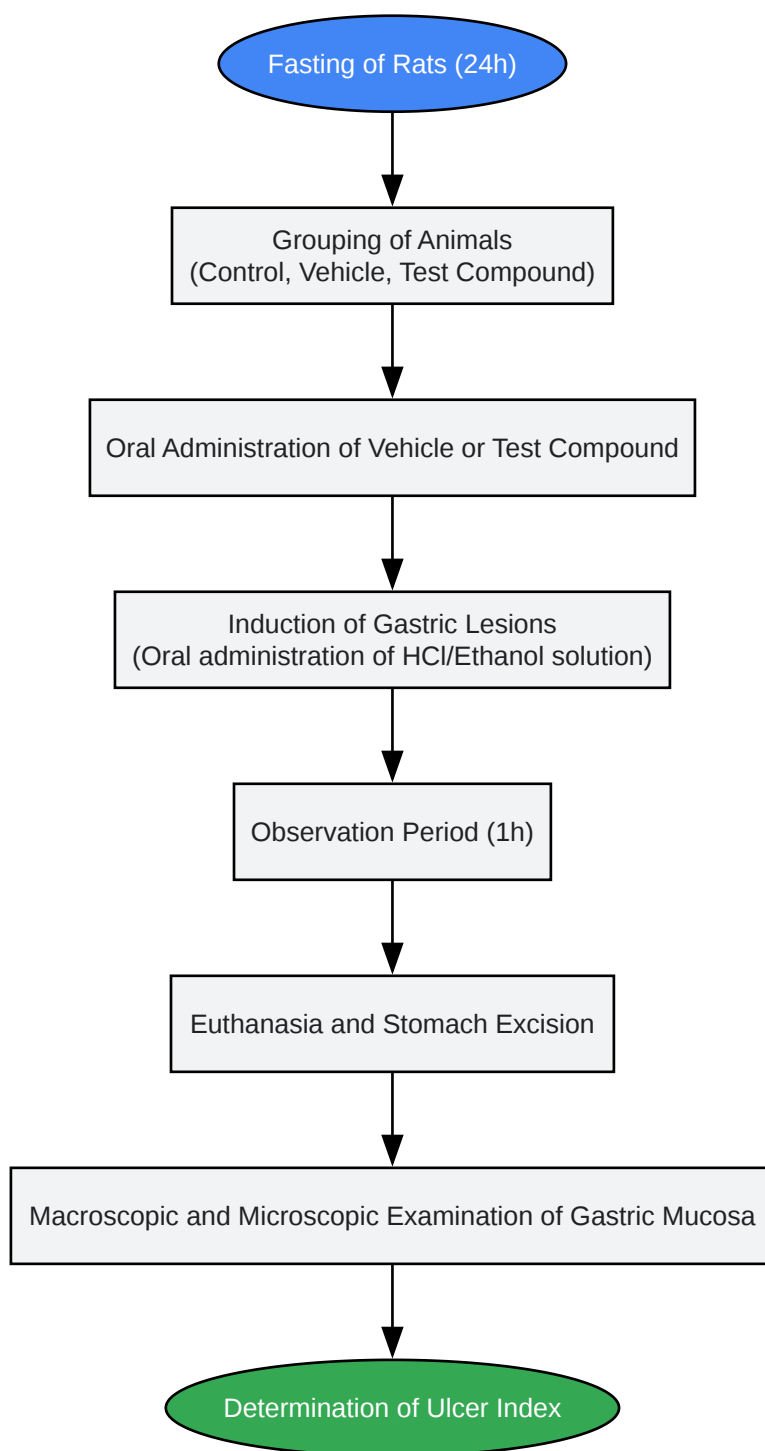 Fasting of Rats (24h)
Grouping of Animals
(Control, Vehicle, Test Compound)
Oral Administration of Vehicle or Test Compound
Induction of Gastric Lesions
(Oral administration of HCl/Ethanol solution)
Observation Period (1h)
Euthanasia and Stomach Excision
Macroscopic and Microscopic Examination of Gastric Mucosa
Determination of Ulcer Index